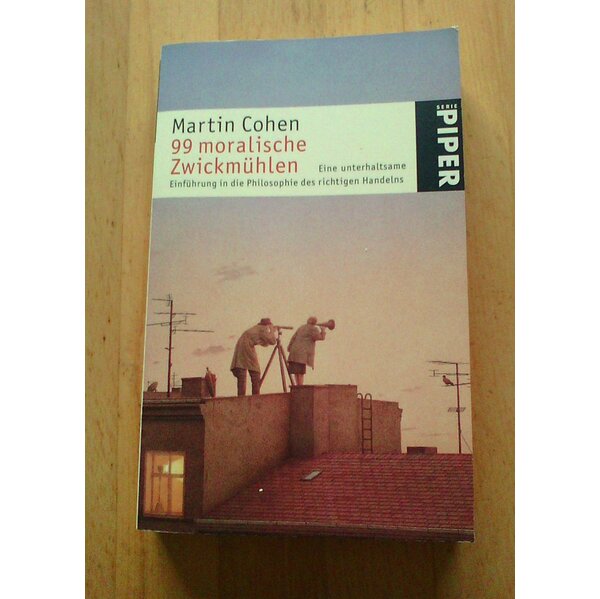 Martin Cohen
99 moralische
Zwickmühlen Eine unterhaltsame
Einführung in die Philosophie des richtigen Handelns
SERIE
PIPER